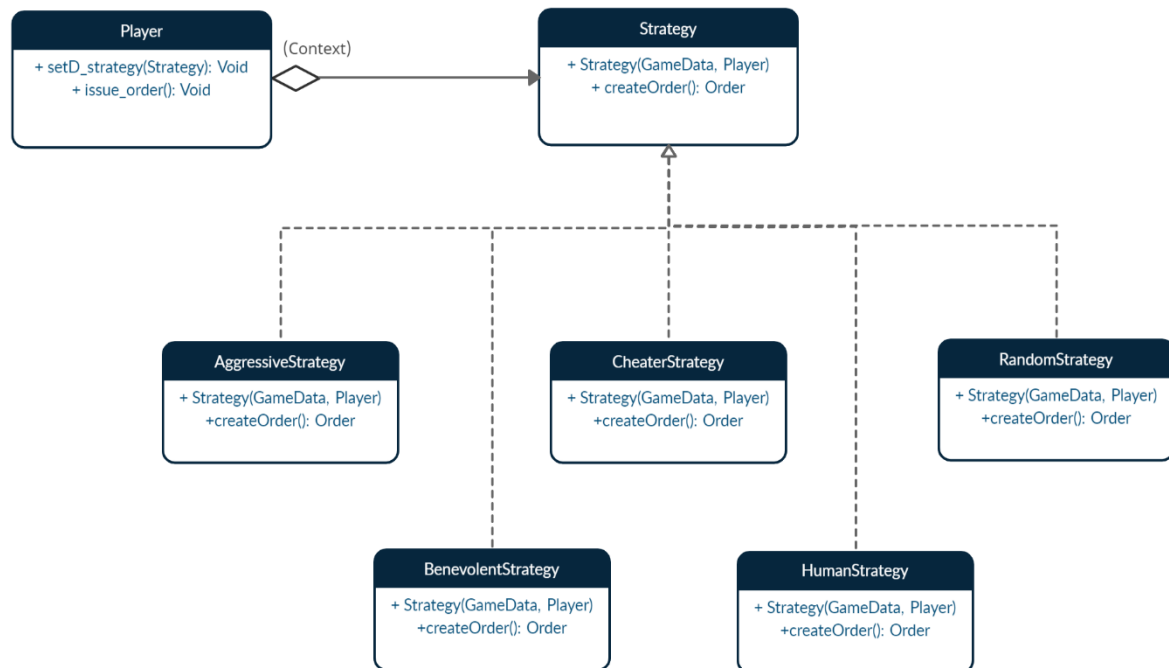 Player
+ setD_strategy(Strategy): Void
+ issue_order(): Void
(Context)
Strategy
+ Strategy(GameData, Player)
+ createOrder(): Order
AggressiveStrategy
+ Strategy(GameData, Player)
+createOrder(): Order
CheaterStrategy
+ Strategy(GameData, Player)
+createOrder(): Order
RandomStrategy
+ Strategy(GameData, Player)
+createOrder(): Order
BenevolentStrategy
+ Strategy(GameData, Player)
+createOrder(): Order
HumanStrategy
+ Strategy(GameData, Player)
+createOrder(): Order